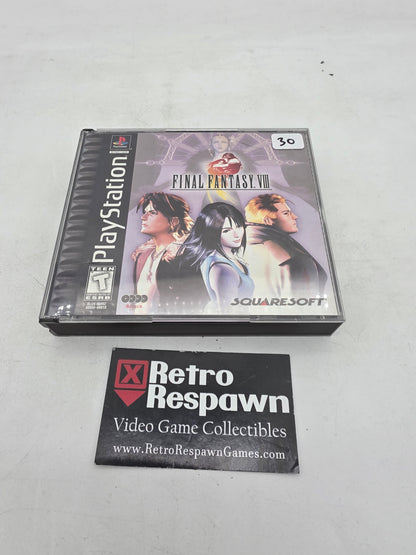 30
PlayStation
FINAL FANTASY VIII
TEEN
T
ESRB
SQUARESOFT
X Retro
Respawn
Video Game Collectibles
www.RetroRespawnGames.com